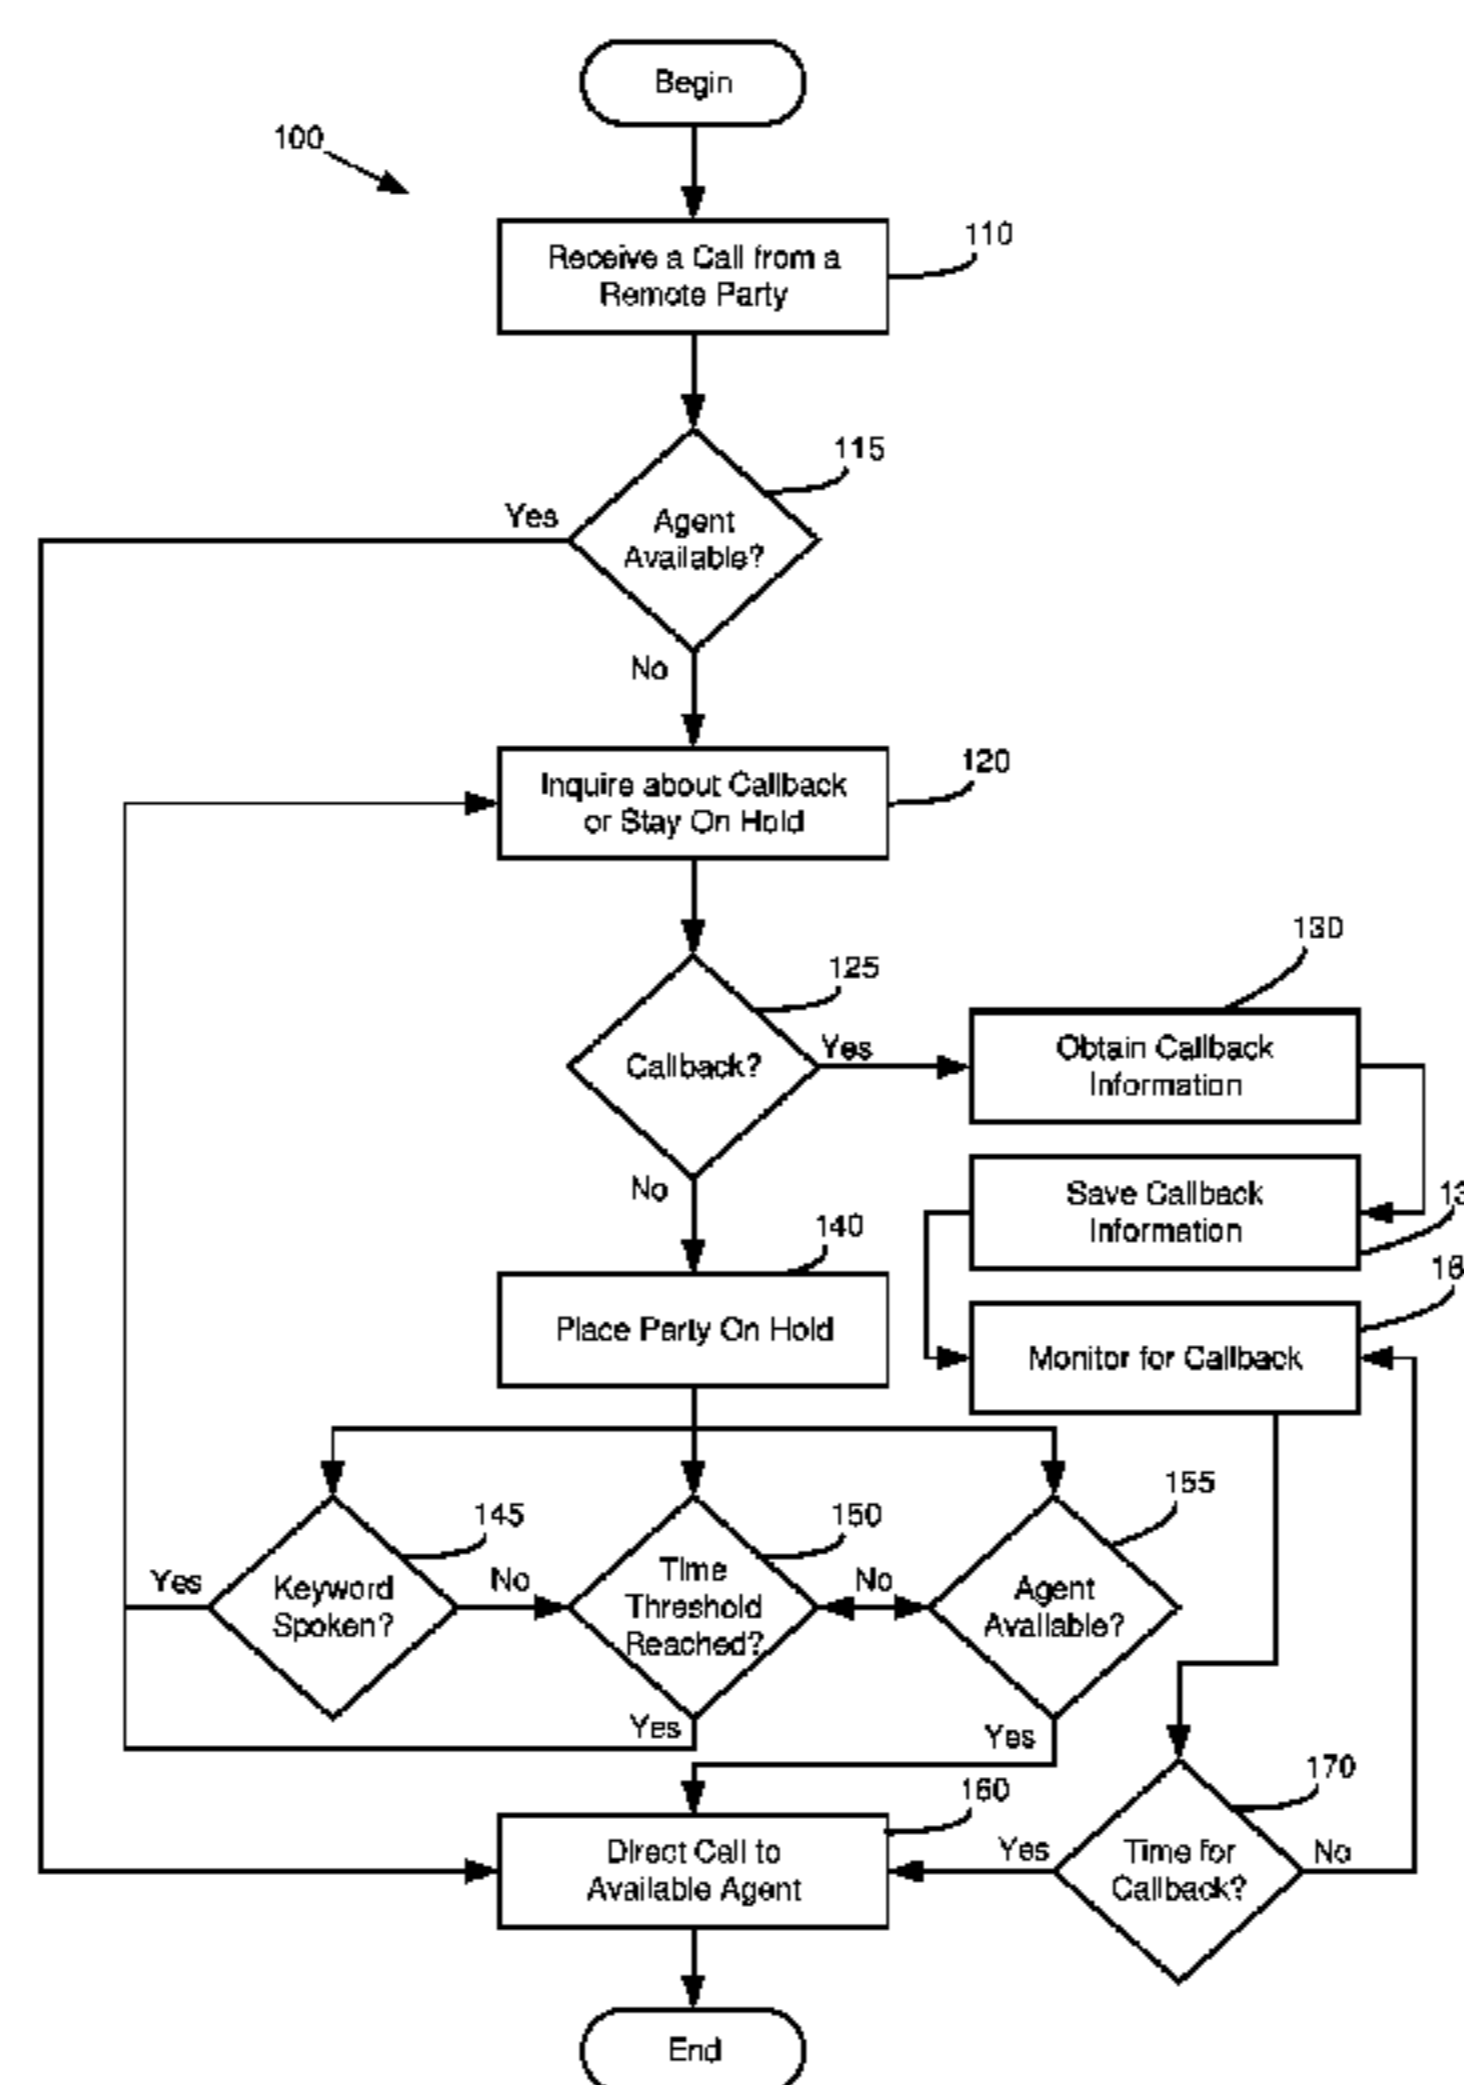 Begin
100
Receive a Call from a
Remote Party
110
115
Yes
Agent
Available?
No
Inquire about Callback
or Stay On Hold
120
125
Callback?
Yes
No
130
Obtain Callback
Information
Save Callback
Information
13
140
Place Party On Hold
16
Monitor for Callback
145
Yes
Keyword
Spoken?
No
150
Time
Threshold
Reached?
No
Yes
155
Agent
Available?
Yes
160
Direct Call to
Available Agent
170
Yes
Time for
Callback?
No
End